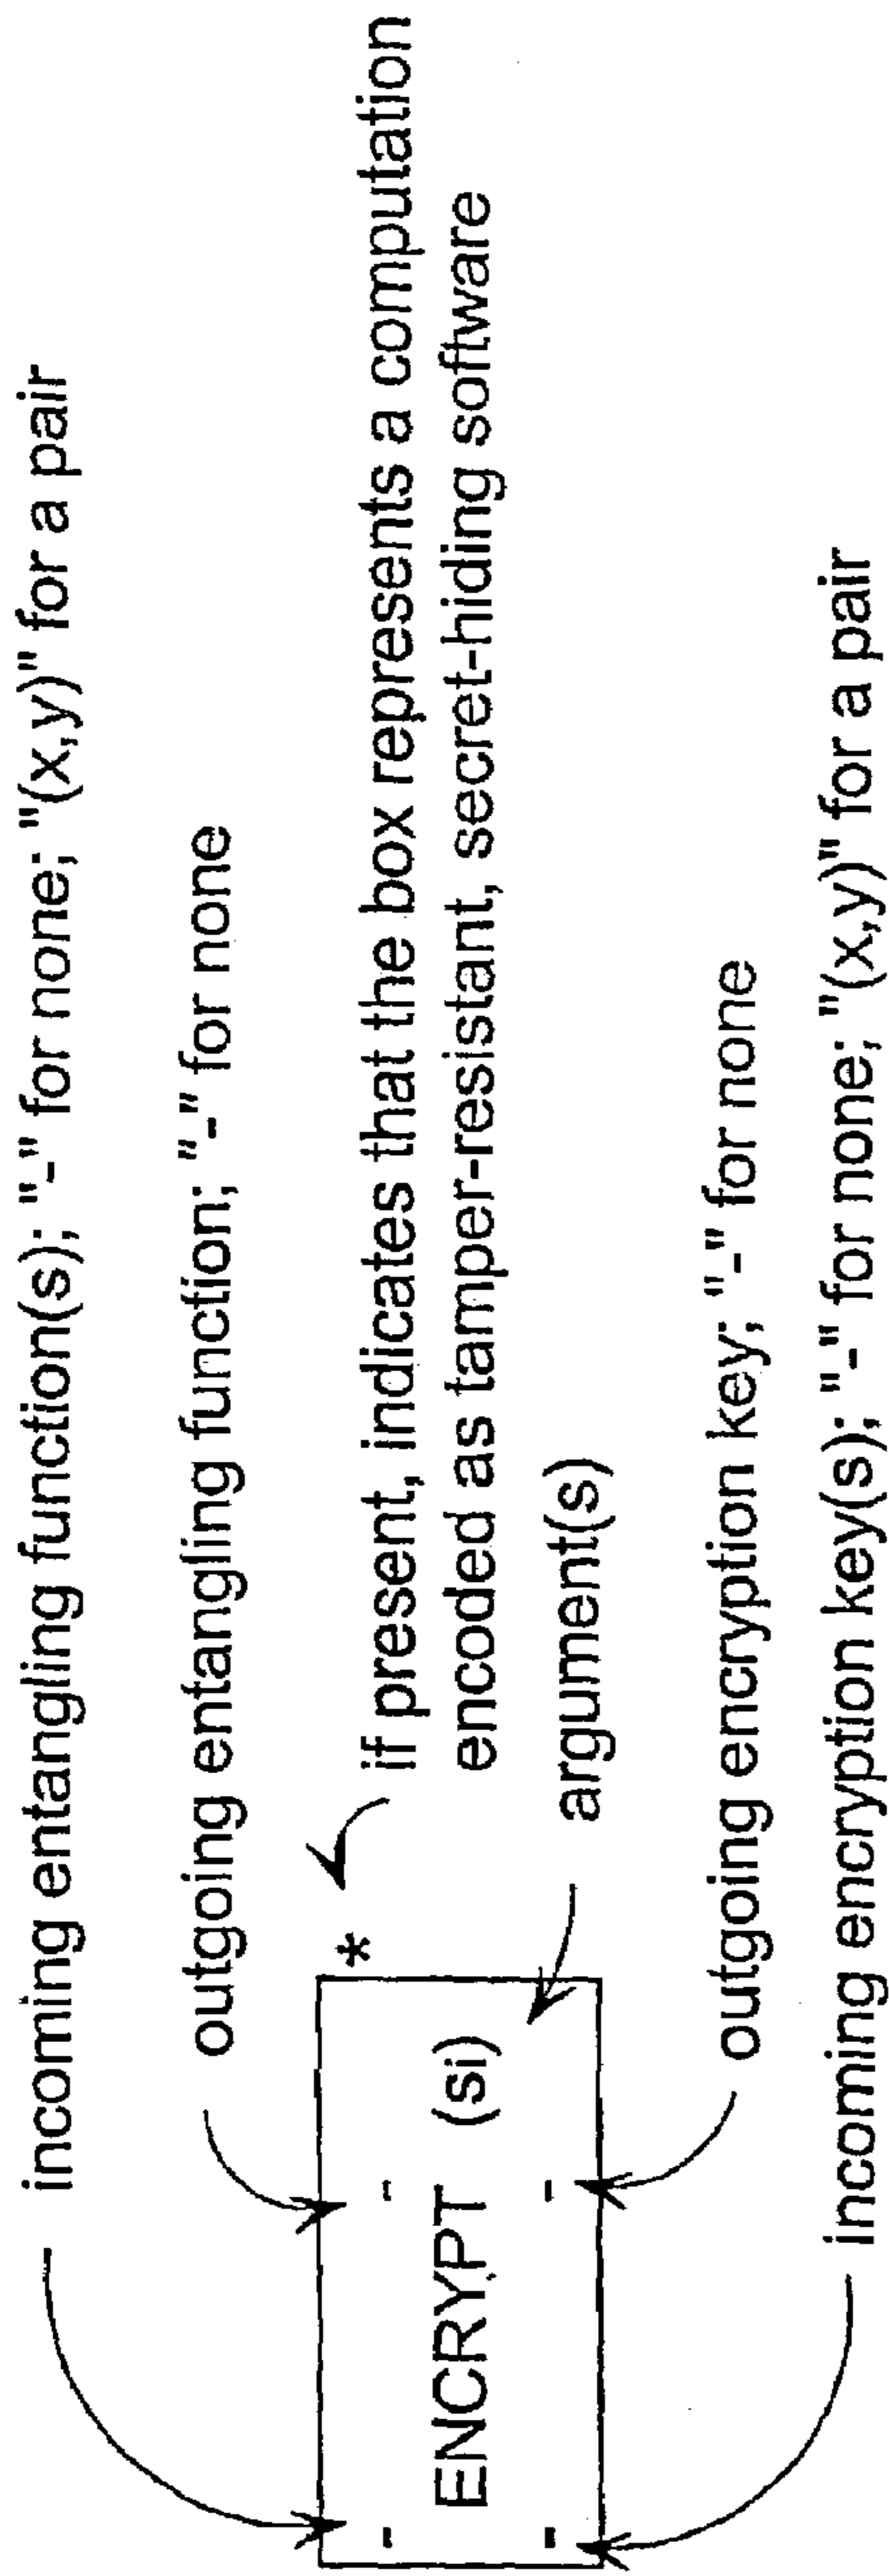 incoming entangling function(s); "-" for none; "(x,y)" for a pair
outgoing entangling function; "-" for none
*
if present, indicates that the box represents a computation
encoded as tamper-resistant, secret-hiding software
- -
ENCRYPT (si)
- -
argument(s)
outgoing encryption key; "-" for none
incoming encryption key(s); "-" for none; "(x,y)" for a pair